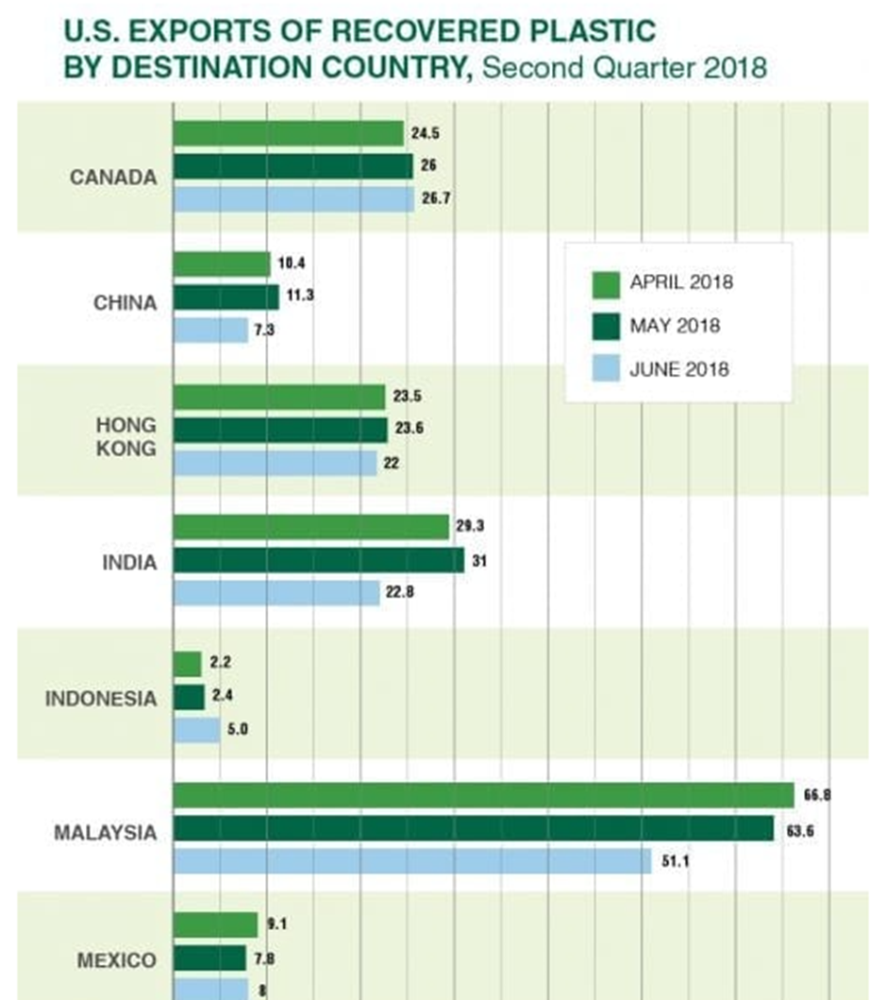 U.S. EXPORTS OF RECOVERED PLASTIC
BY DESTINATION COUNTRY, Second Quarter 2018
CANADA
24.5
26
26.7
CHINA
10.4
11.3
7.3
APRIL 2018
MAY 2018
JUNE 2018
HONG
KONG
23.5
23.6
22
INDIA
29.3
31
22.8
INDONESIA
2.2
2.4
5.0
MALAYSIA
66.8
63.6
51.1
MEXICO
9.1
7.8
8